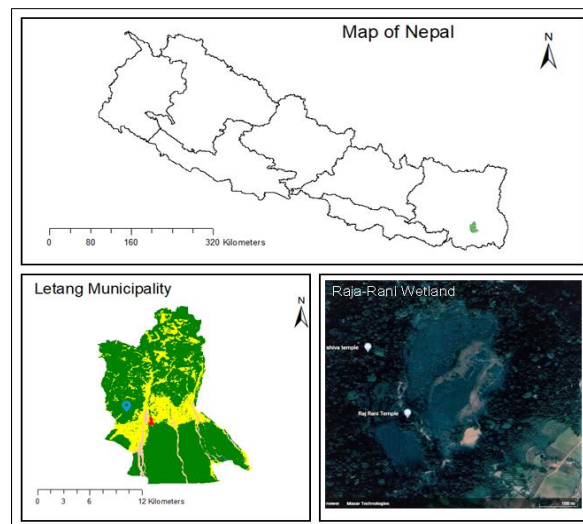 Map of Nepal
N
0 80 160 320 Kilometers
Letang Municipality
N
0 3 6 12 Kilometers
Raja-Rani Wetland
shiva temple
Raj Rani Temple
Maxar Technologies
100 m